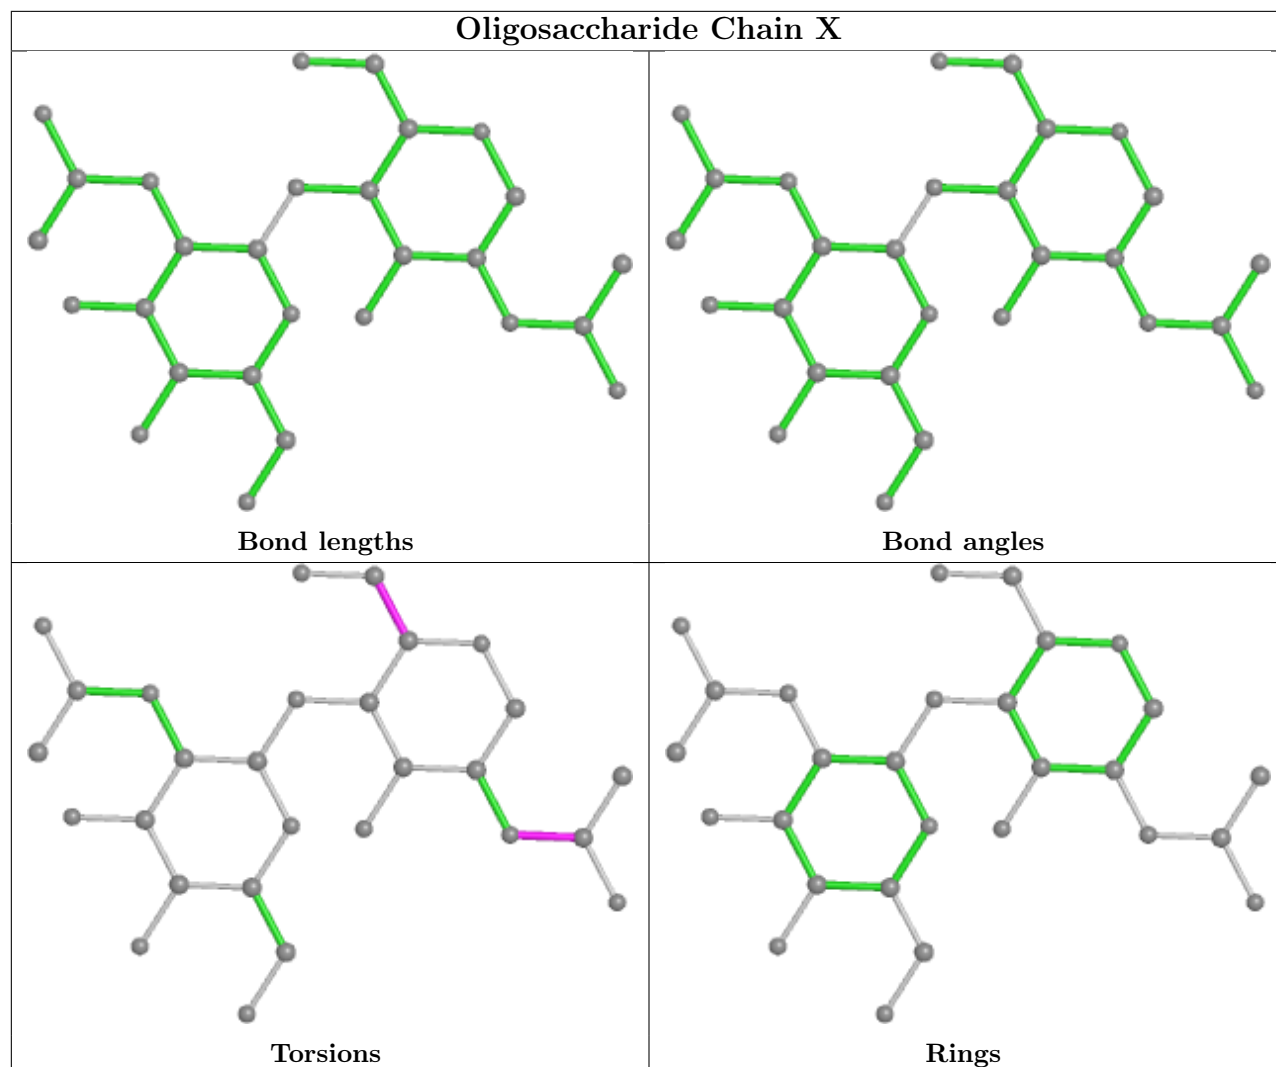 Oligosaccharide Chain X
Bond lengths
Bond angles
Torsions
Rings